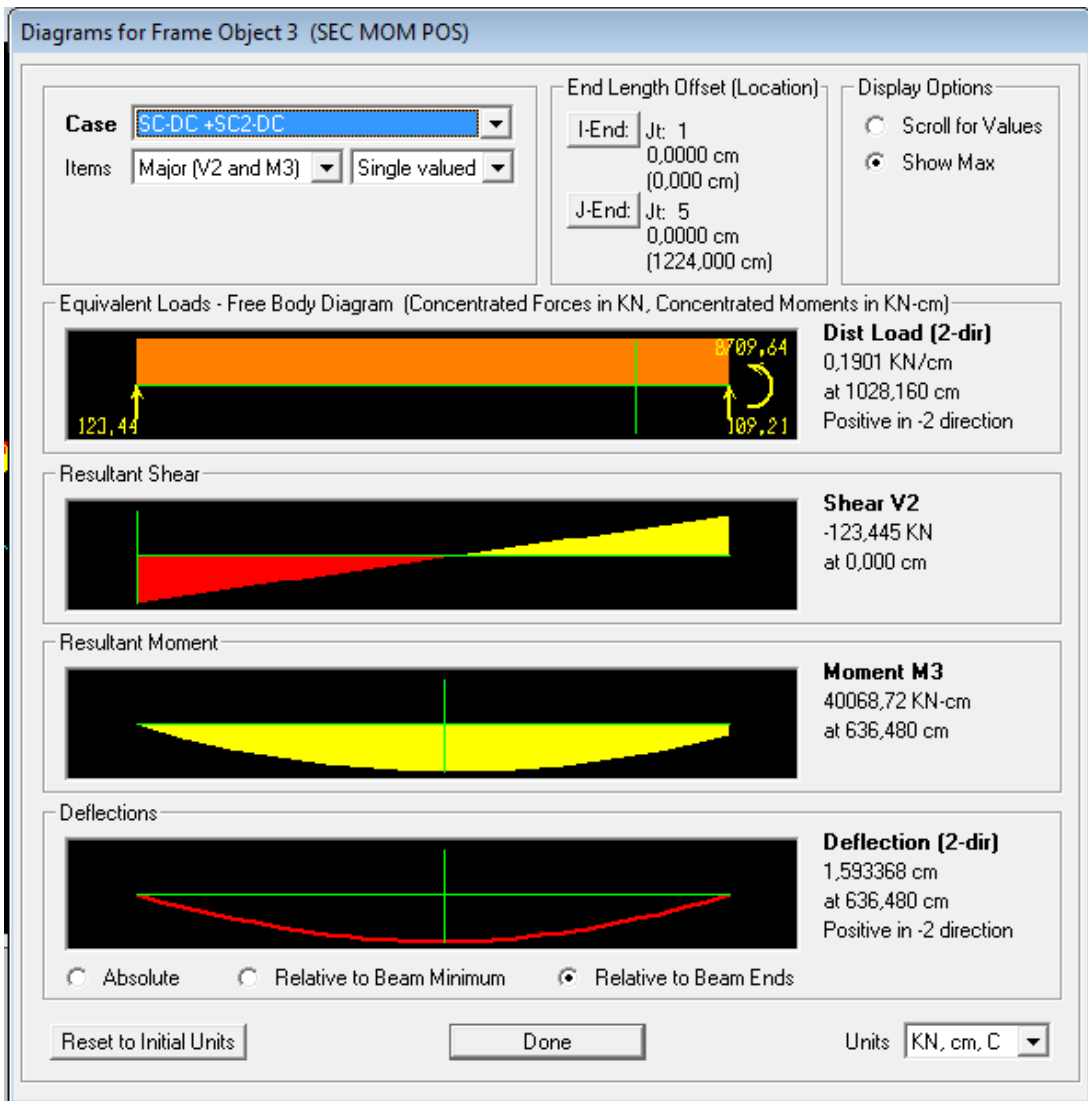 Diagrams for Frame Object 3 (SEC MOM POS)
Case SC-DC +SC2-DC
Items Major (V2 and M3) Single valued
End Length Offset (Location)
I-End: Jt: 1
0,0000 cm
(0,000 cm)
J-End: Jt: 5
0,0000 cm
(1224,000 cm)
Display Options
Scroll for Values
Show Max
Equivalent Loads - Free Body Diagram (Concentrated Forces in KN, Concentrated Moments in KN-cm)
8709,64
123,44
109,21
Dist Load (2-dir)
0,1901 KN/cm
at 1028,160 cm
Positive in -2 direction
Resultant Shear
Shear V2
-123,445 KN
at 0,000 cm
Resultant Moment
Moment M3
40068,72 KN-cm
at 636,480 cm
Deflections
Deflection (2-dir)
1,593368 cm
at 636,480 cm
Positive in -2 direction
Absolute Relative to Beam Minimum Relative to Beam Ends
Reset to Initial Units Done Units KN, cm, C